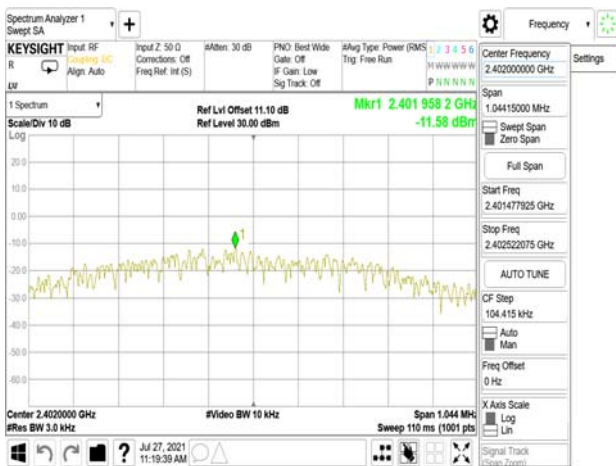 Spectrum Analyzer 1
Swept SA
Frequency
KEYSIGHT
R
LXI
Input: RF
Coupling: DC
Align: Auto
Input Z: 50 Ω
Corrections: Off
Freq Ref: Int (S)
#Atten: 30 dB
PNO: Best Wide
Gate: Off
IF Gain: Low
Sig Track: Off
#Avg Type: Power (RMS
Trig: Free Run
1 2 3 4 5 6
M W W W W W
P N N N N N
1 Spectrum
Scale/Div 10 dB
Log
Ref Lvl Offset 11.10 dB
Ref Level 30.00 dBm
Mkr1 2.401 958 2 GHz
-11.58 dBm
20.0
10.0
0.00
-10.0
-20.0
-30.0
-40.0
-50.0
-60.0
1
Center 2.4020000 GHz
#Res BW 3.0 kHz
#Video BW 10 kHz
Span 1.044 MHz
Sweep 110 ms (1001 pts
Jul 27, 2021
11:19:39 AM
Center Frequency
2.402000000 GHz
Settings
Span
1.04415000 MHz
Swept Span
Zero Span
Full Span
Start Freq
2.401477925 GHz
Stop Freq
2.402522075 GHz
AUTO TUNE
CF Step
104.415 kHz
Auto
Man
Freq Offset
0 Hz
X Axis Scale
Log
Lin
Signal Track
(Span Zoom)